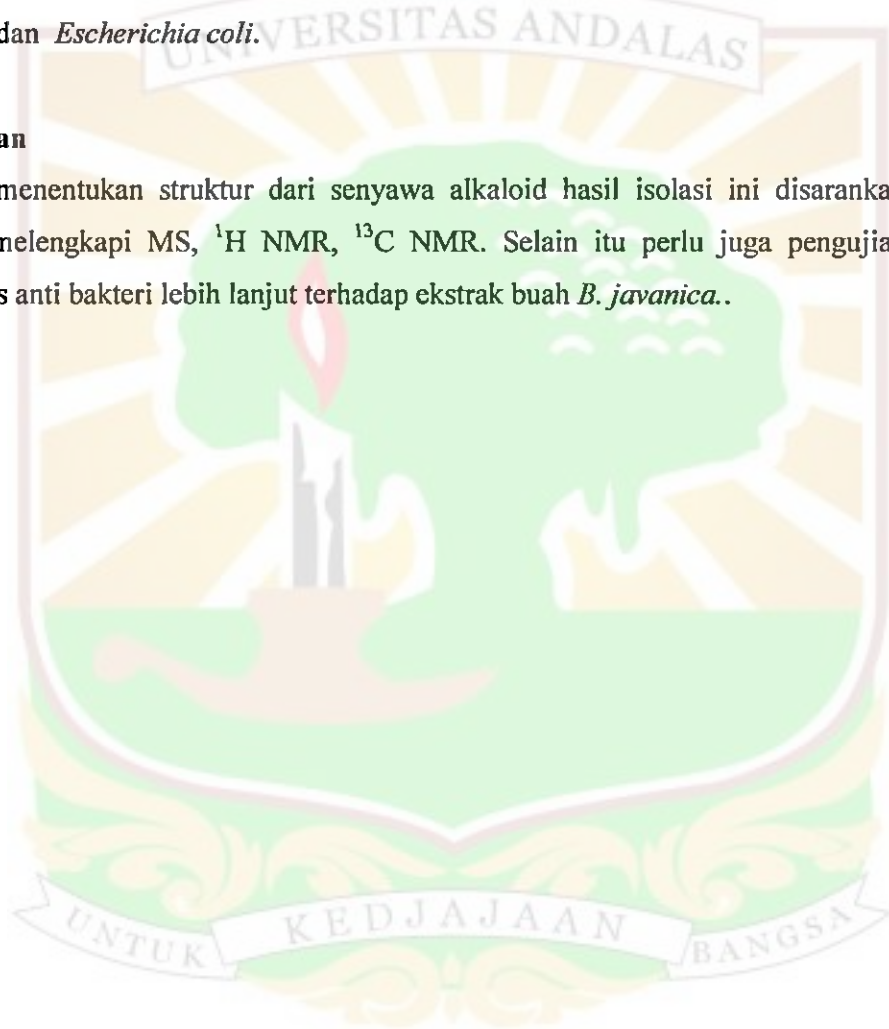 dan Escherichia coli.
UNIVERSITAS ANDALAS
an
menentukan struktur dari senyawa alkaloid hasil isolasi ini disaranka
nelengkapi MS, ¹H NMR, ¹³C NMR. Selain itu perlu juga pengujia
s anti bakteri lebih lanjut terhadap ekstrak buah B. javanica..
UNTUK KEDJAJAAN BANGSA